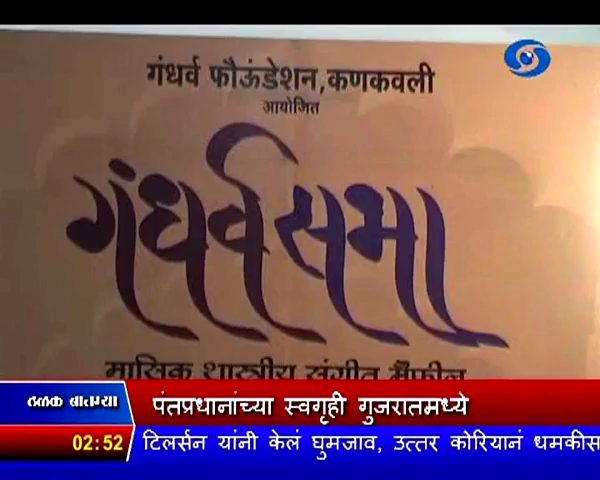 गंधर्व फौऊंडेशन,कणकवली
आयोजित
गंधर्व सभा
मासिक शास्त्रीय संगीत मैफील
ठळक बातम्या
पंतप्रधानांच्या स्वगृही गुजरातमध्ये
02:52
टिलर्सन यांनी केलं घुमजाव, उत्तर कोरियानं धमकीस